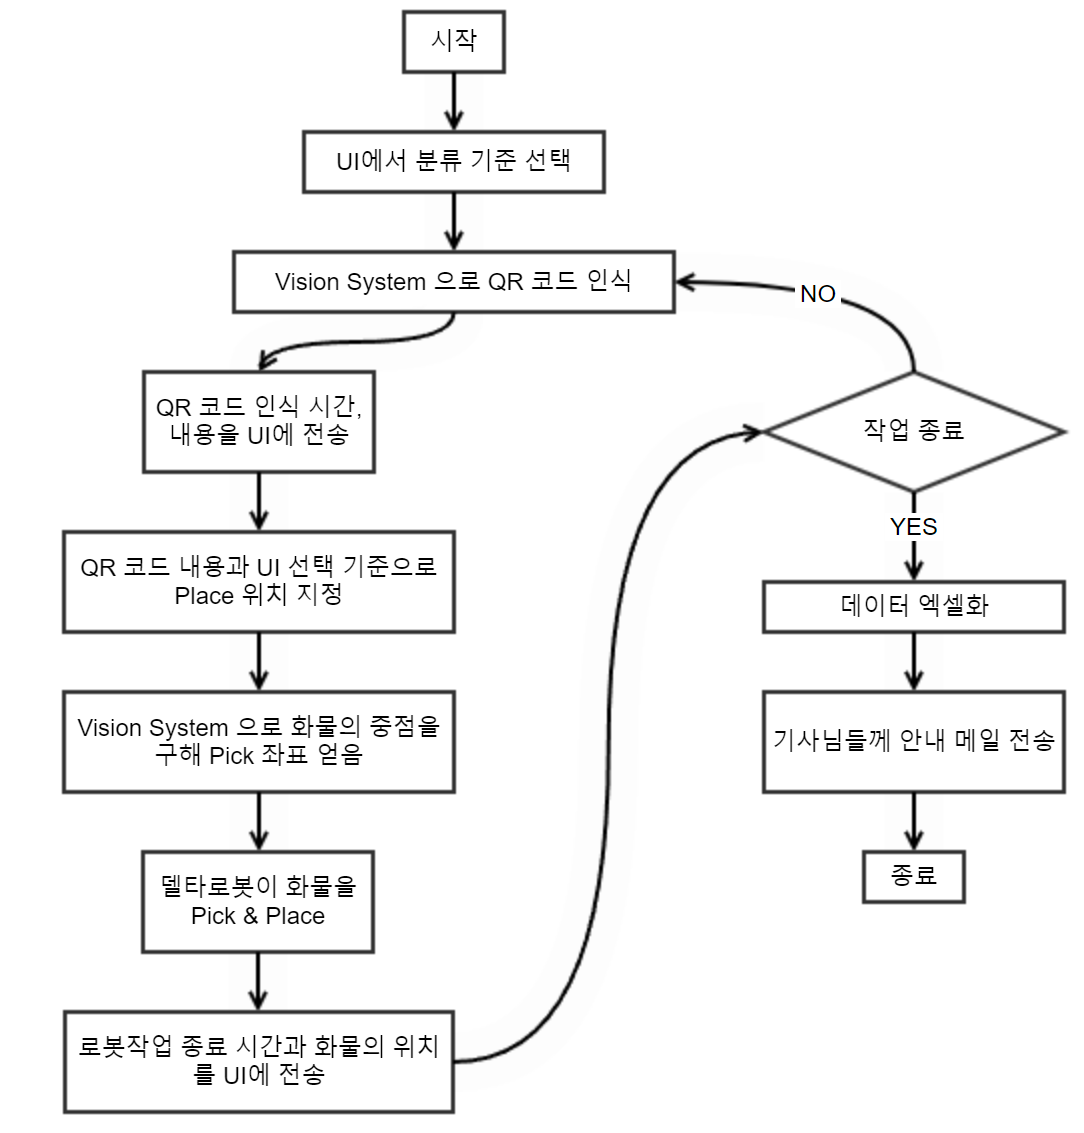 시작
UI에서 분류 기준 선택
Vision System 으로 QR 코드 인식
QR 코드 인식 시간,
내용을 UI에 전송
QR 코드 내용과 UI 선택 기준으로
Place 위치 지정
Vision System 으로 화물의 중점을
구해 Pick 좌표 얻음
델타로봇이 화물을
Pick & Place
로봇작업 종료 시간과 화물의 위치
를 UI에 전송
작업 종료
NO
YES
데이터 엑셀화
기사님들께 안내 메일 전송
종료